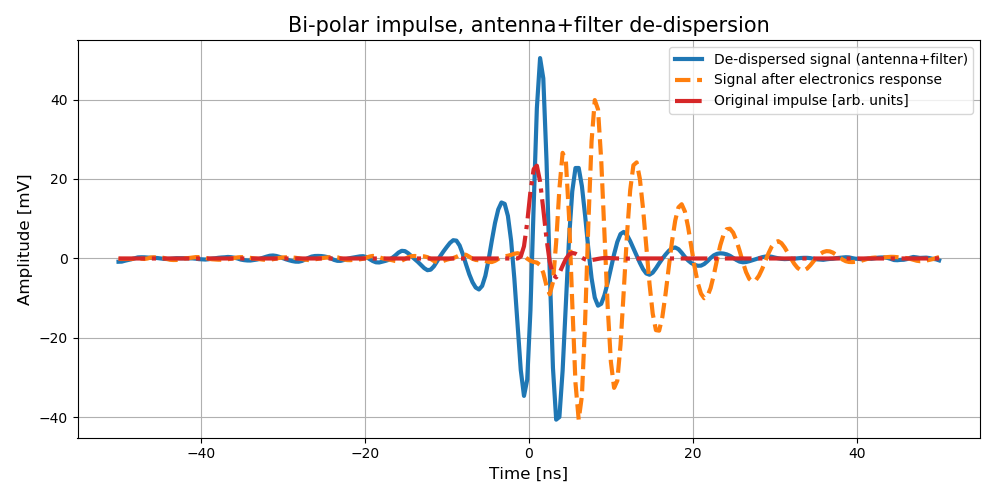 Bi-polar impulse, antenna+filter de-dispersion
De-dispersed signal (antenna+filter)
Signal after electronics response
Original impulse [arb. units]
Amplitude [mV]
40
20
0
−20
−40
−40 −20 0 20 40
Time [ns]